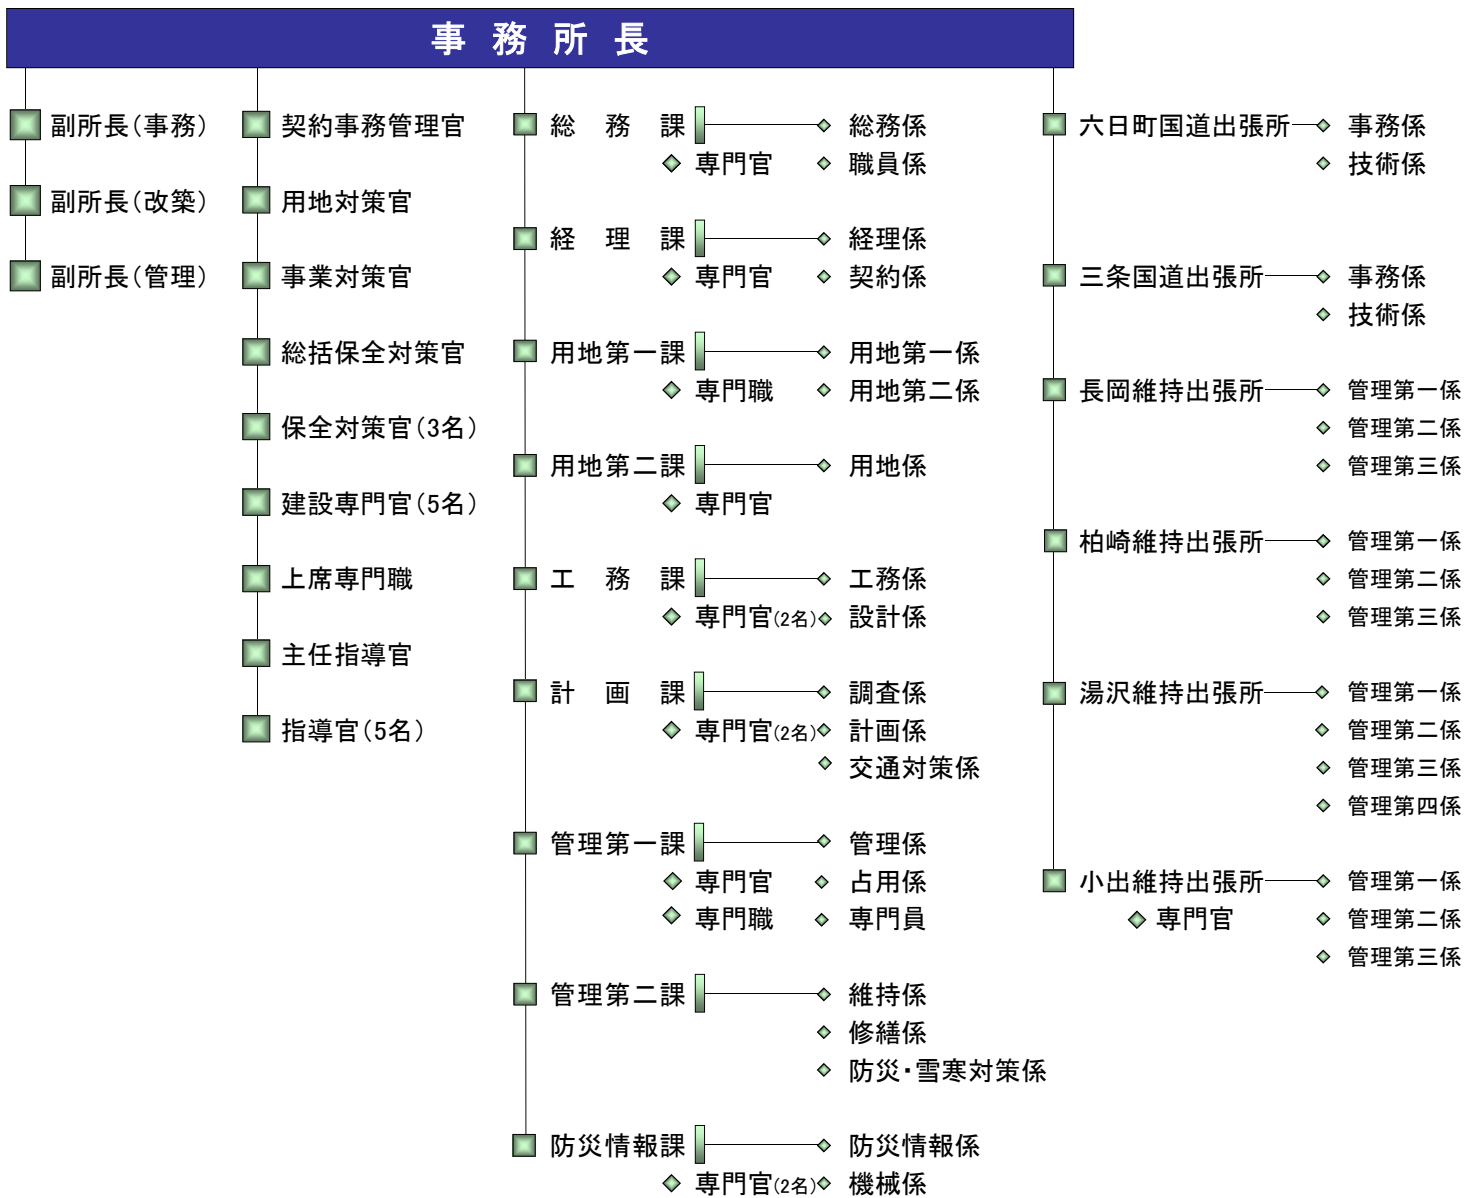 事務所長
副所長(事務)
副所長(改築)
副所長(管理)
契約事務管理官
用地対策官
事業対策官
総括保全対策官
保全対策官(3名)
建設専門官(5名)
上席専門職
主任指導官
指導官(5名)
総務課 総務係
専門官 職員係
経理課 経理係
専門官 契約係
用地第一課 用地第一係
専門職 用地第二係
用地第二課 用地係
専門官
工務課 工務係
専門官(2名) 設計係
計画課 調査係
専門官(2名) 計画係
交通対策係
管理第一課 管理係
専門官 占用係
専門職 専門員
管理第二課 維持係
修繕係
防災・雪寒対策係
防災情報課 防災情報係
専門官(2名) 機械係
六日町国道出張所 事務係
技術係
三条国道出張所 事務係
技術係
長岡維持出張所 管理第一係
管理第二係
管理第三係
柏崎維持出張所 管理第一係
管理第二係
管理第三係
湯沢維持出張所 管理第一係
管理第二係
管理第三係
管理第四係
小出維持出張所 管理第一係
専門官 管理第二係
管理第三係